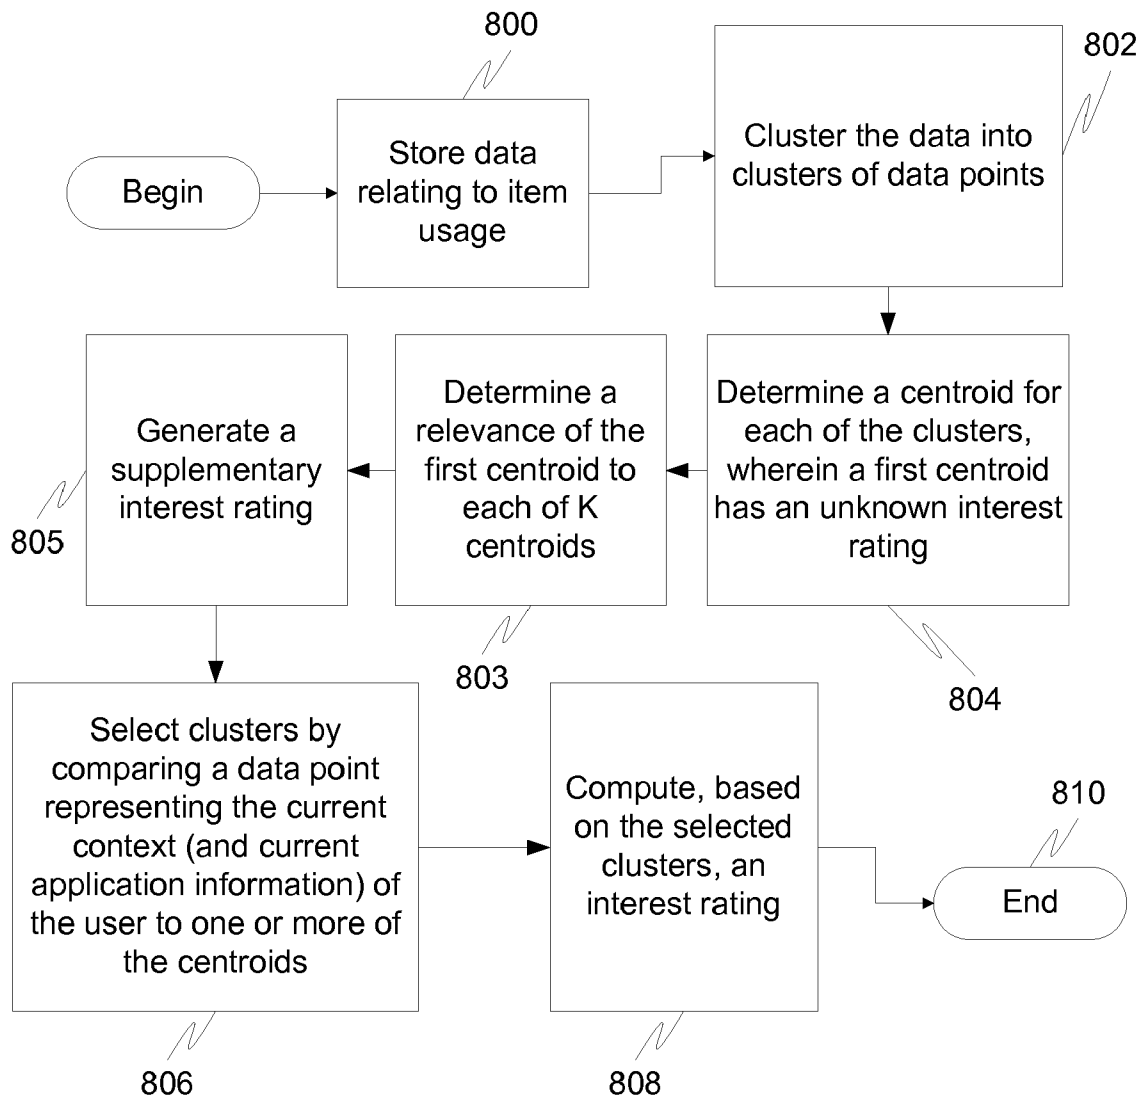 800
Store data
relating to item
usage
Begin
802
Cluster the data into
clusters of data points
Determine a centroid for
each of the clusters,
wherein a first centroid
has an unknown interest
rating
804
Determine a
relevance of the
first centroid to
each of K
centroids
803
Generate a
supplementary
interest rating
805
Select clusters by
comparing a data point
representing the current
context (and current
application information) of
the user to one or more of
the centroids
806
Compute, based
on the selected
clusters, an
interest rating
808
810
End